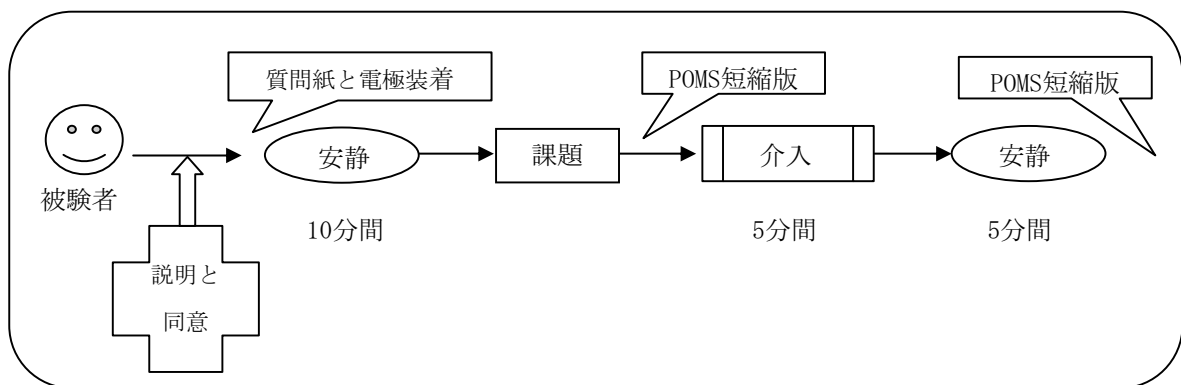 質問紙と電極装着
POMS短縮版
POMS短縮版
被験者
安静
課題
介入
安静
10分間
5分間
5分間
説明と
同意